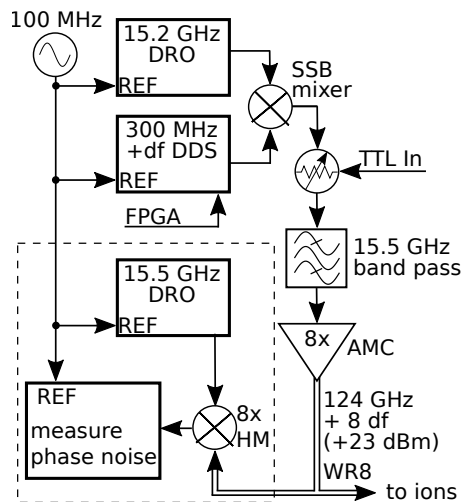 100 MHz
15.2 GHz
DRO
REF
SSB
mixer
300 MHz
+df DDS
REF
TTL In
FPGA
15.5 GHz
band pass
15.5 GHz
DRO
REF
8x
AMC
REF
measure
phase noise
8x
HM
124 GHz
+ 8 df
(+23 dBm)
WR8
to ions